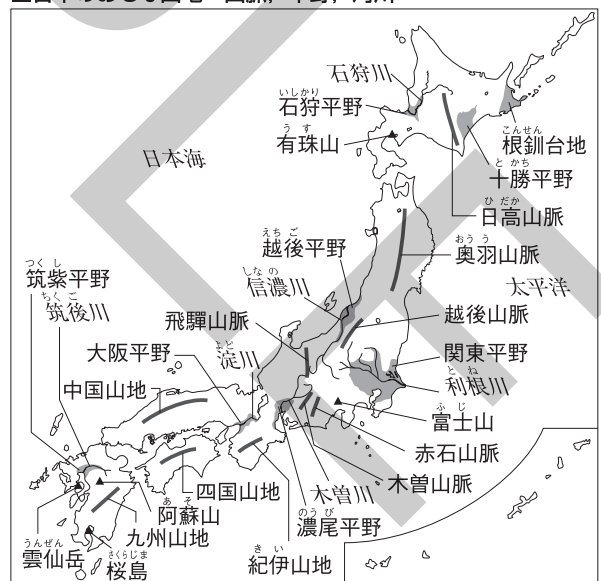 石狩川
いしかり
石狩平野
うす
有珠山
日本海
こんせん
根釧台地
とかち
十勝平野
ひだか
日高山脈
えちご
越後平野
おうう
奥羽山脈
つくし
筑紫平野
ちくご
筑後川
しなの
信濃川
太平洋
飛驒山脈
越後山脈
大阪平野
よど
淀川
関東平野
とね
利根川
中国山地
ふじ
富士山
赤石山脈
木曽山脈
四国山地
木曽川
あそ
阿蘇山
のうび
濃尾平野
九州山地
うんぜん
雲仙岳
さくらじま
桜島
きい
紀伊山地